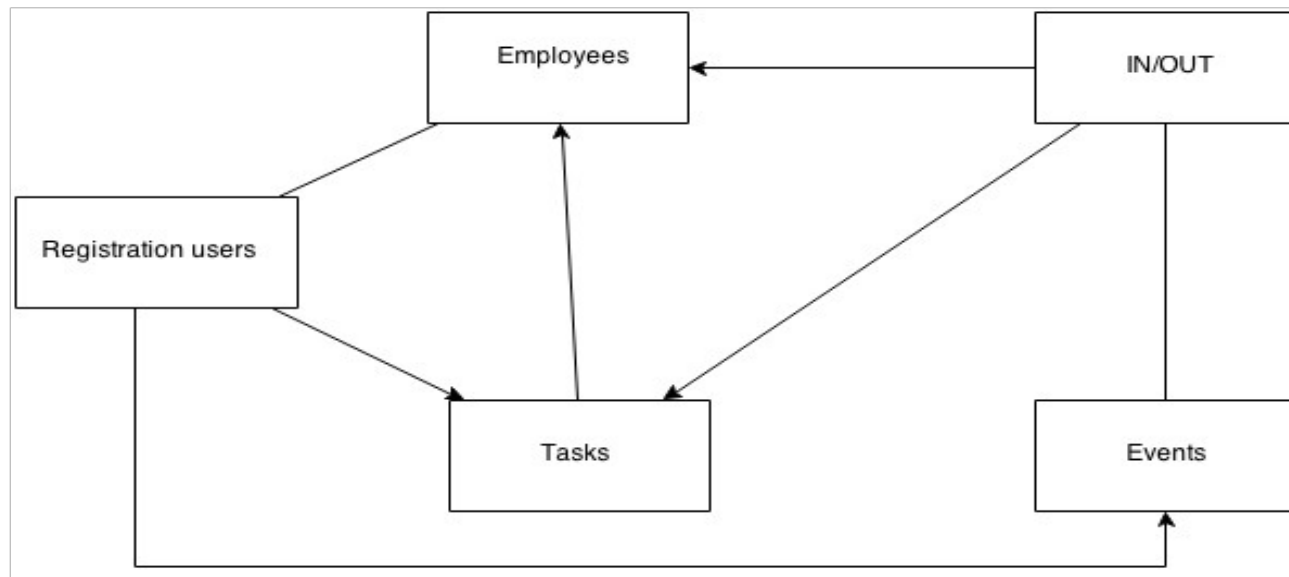 Employees
IN/OUT
Registration users
Tasks
Events